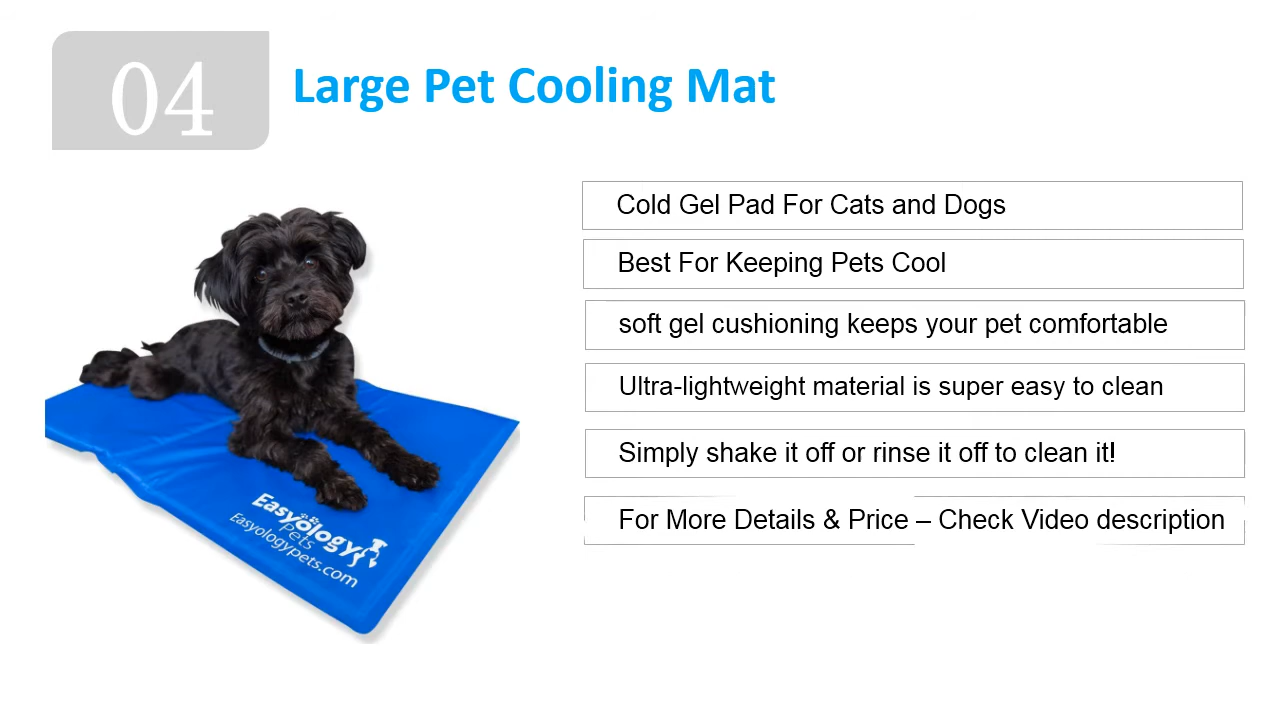 04
Large Pet Cooling Mat
Cold Gel Pad For Cats and Dogs
Best For Keeping Pets Cool
soft gel cushioning keeps your pet comfortable
Ultra-lightweight material is super easy to clean
Simply shake it off or rinse it off to clean it!
For More Details & Price – Check Video description
Easyology
Pets
Easyologypets.com